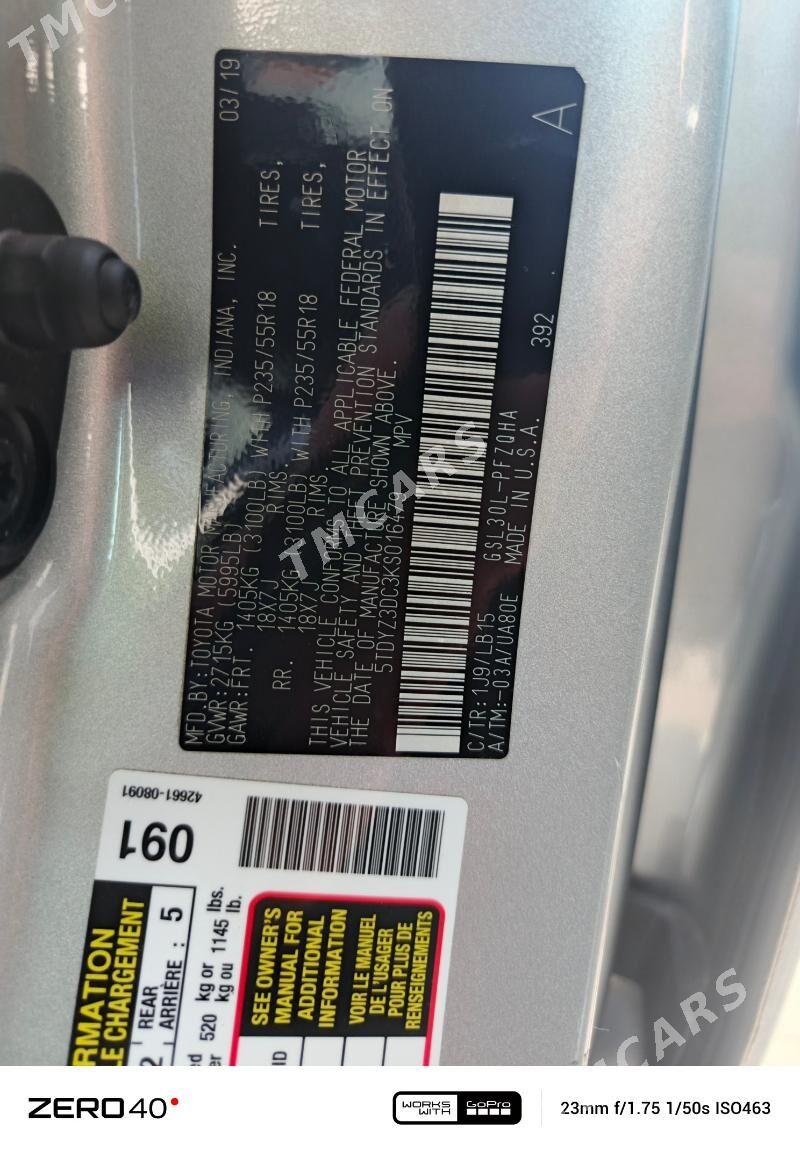 MFD.BY:TOYOTA MOTOR MANUFACTURING, INDIANA, INC. 03/19
GVWR:2715KG( 5995LB)
GAWR:FRT. 1405KG (3100LB) WITH P235/55R18 TIRES,
18X7J RIMS,
RR. 1405KG (3100LB) WITH P235/55R18 TIRES,
18X7J RIMS
THIS VEHICLE CONFORMS TO ALL APPLICABLE FEDERAL MOTOR
VEHICLE SAFETY AND THEFT PREVENTION STANDARDS IN EFFECT ON
THE DATE OF MANUFACTURE SHOWN ABOVE.
MPV
C/TR:1J9/LB15 GSL30L-PFZQHA 392
A/TM:-03A/UA80E MADE IN U.S.A.
A
42661-08091
091
REAR
ARRIÈRE : 5
2
520 kg or 1145 lbs.
kg ou lb.
SEE OWNER'S
MANUAL FOR
ADDITIONAL
INFORMATION
VOIR LE MANUEL
DE L'USAGER
POUR PLUS DE
RENSEIGNEMENTS
TMCARS
TMCARS
ZERO 40
WORKS WITH GoPro
23mm f/1.75 1/50s ISO463